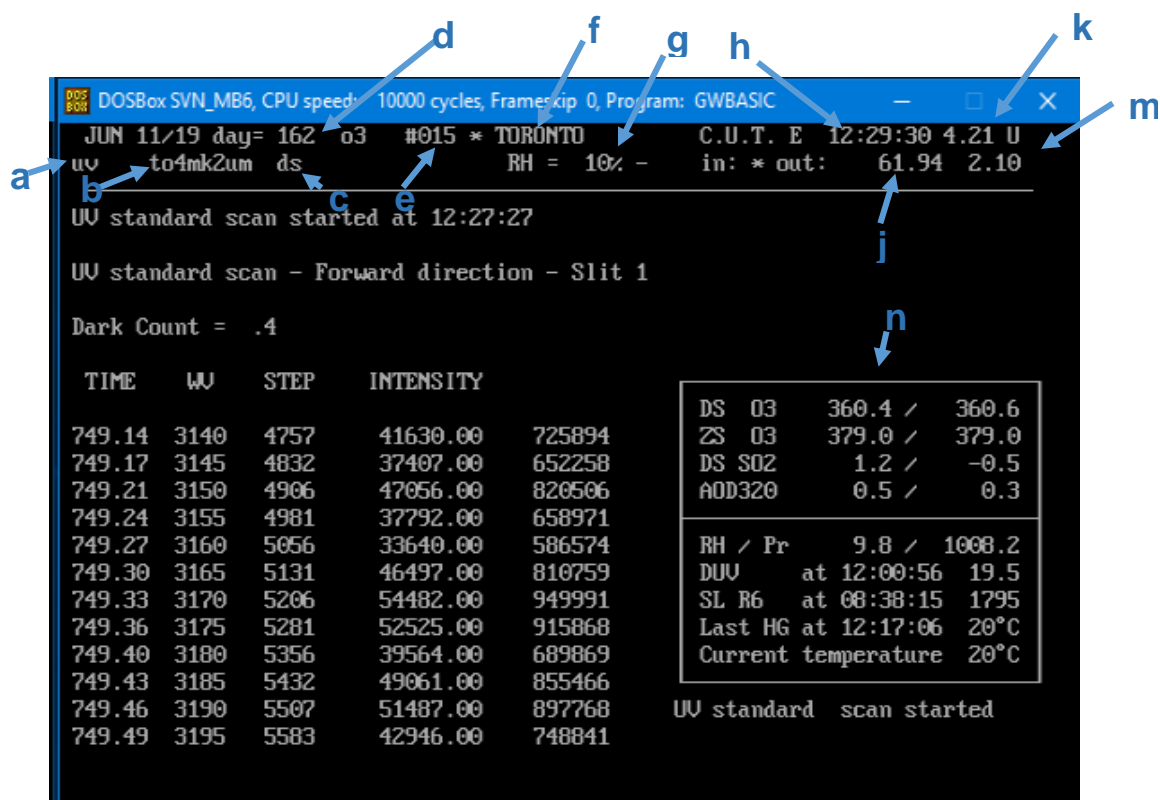 d f g h k
DOS BOX DOSBox SVN_MB6, CPU speed: 10000 cycles, Frameskip 0, Program: GWBASIC
m
JUN 11/19 day= 162 o3 #015 * TORONTO C.U.T. E 12:29:30 4.21 U
a uv to4mk2um ds RH = 10% - in: * out: 61.94 2.10
b c e
UV standard scan started at 12:27:27
j
UV standard scan - Forward direction - Slit 1
Dark Count = .4
n
TIME WV STEP INTENSITY
749.14 3140 4757 41630.00 725894
749.17 3145 4832 37407.00 652258
749.21 3150 4906 47056.00 820506
749.24 3155 4981 37792.00 658971
749.27 3160 5056 33640.00 586574
749.30 3165 5131 46497.00 810759
749.33 3170 5206 54482.00 949991
749.36 3175 5281 52525.00 915868
749.40 3180 5356 39564.00 689869
749.43 3185 5432 49061.00 855466
749.46 3190 5507 51487.00 897768
749.49 3195 5583 42946.00 748841
DS O3 360.4 / 360.6
ZS O3 379.0 / 379.0
DS SO2 1.2 / -0.5
AOD320 0.5 / 0.3
RH / Pr 9.8 / 1008.2
DUV at 12:00:56 19.5
SL R6 at 08:38:15 1795
Last HG at 12:17:06 20°C
Current temperature 20°C
UV standard scan started